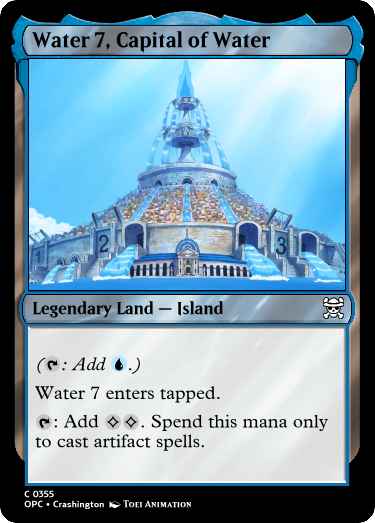 Water 7, Capital of Water
2
3
Legendary Land — Island
(: Add .)
Water 7 enters tapped.
: Add . Spend this mana only
to cast artifact spells.
C 0355
OPC • Crashington TOEI ANIMATION